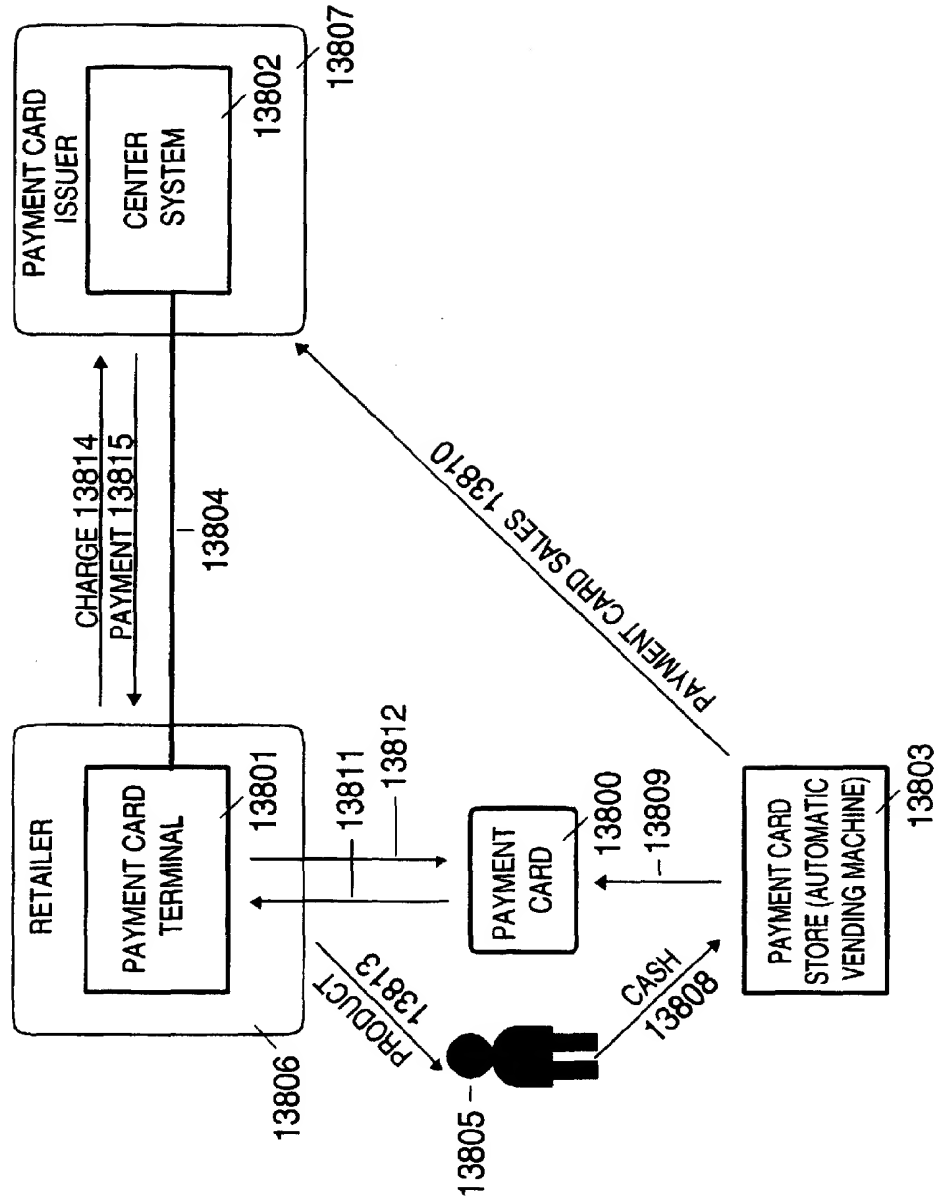 RETAILER
PAYMENT CARD
TERMINAL
13801
13806
CHARGE 13814
PAYMENT 13815
13804
PAYMENT CARD
ISSUER
CENTER
SYSTEM
13802
13807
13811
13812
PRODUCT
13813
13805
PAYMENT
CARD
13800
13809
CASH
13808
PAYMENT CARD SALES 13810
PAYMENT CARD
STORE (AUTOMATIC
VENDING MACHINE)
13803